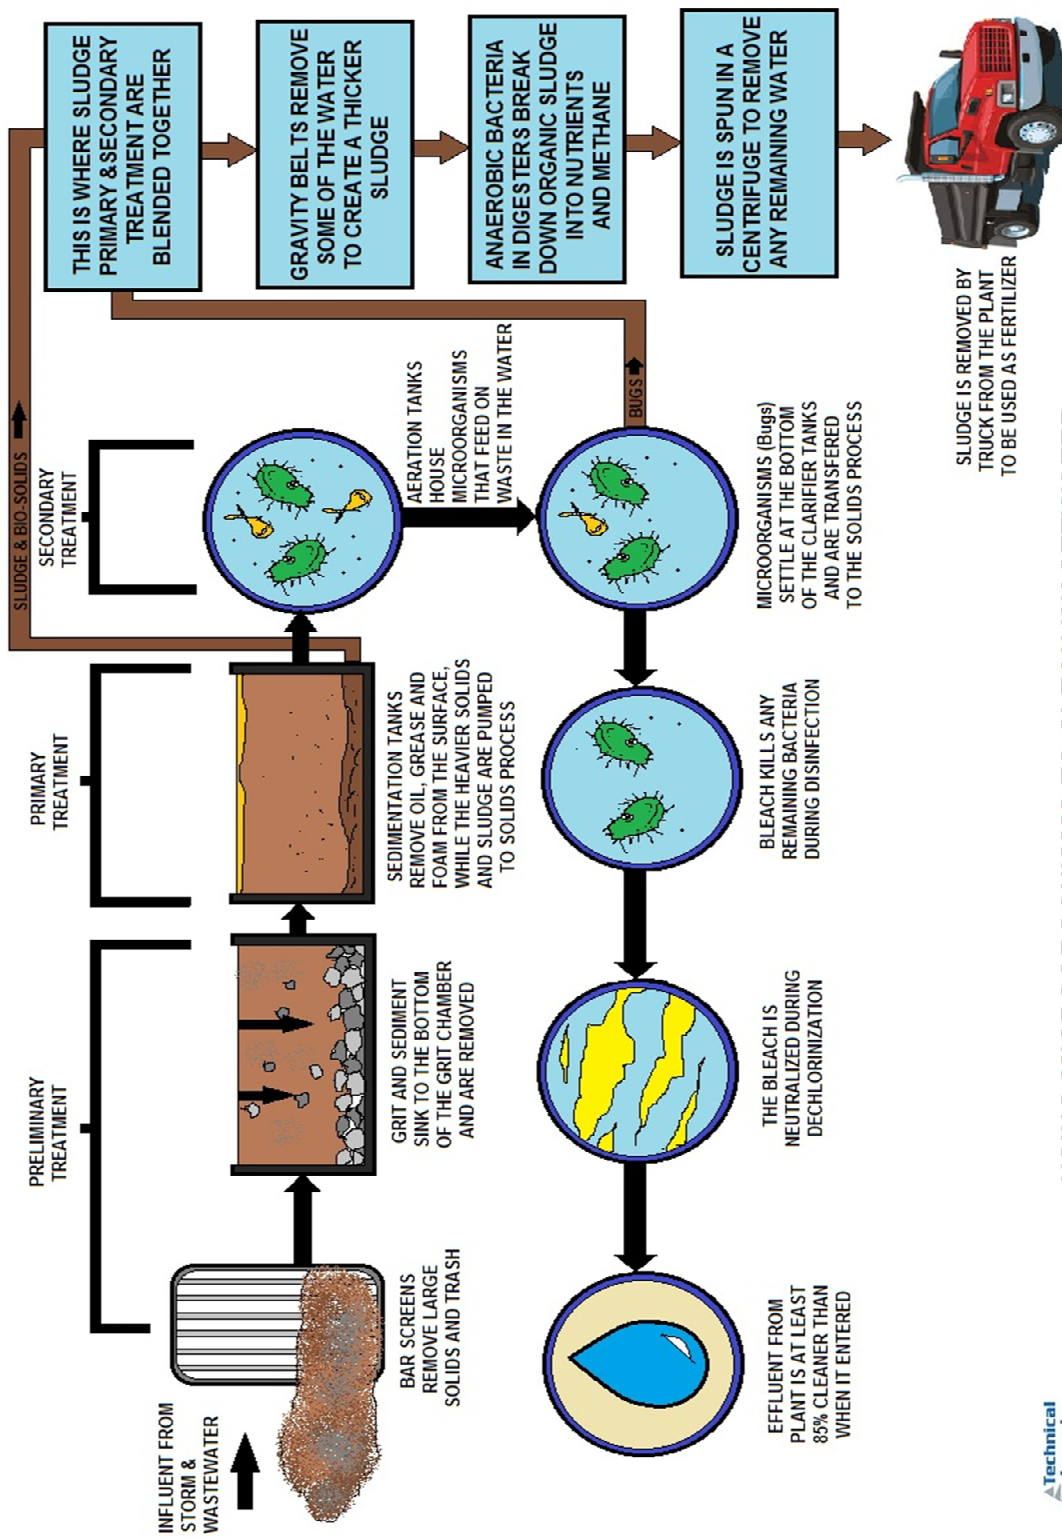 PRELIMINARY
TREATMENT
PRIMARY
TREATMENT
SECONDARY
TREATMENT
SLUDGE & BIO-SOLIDS
INFLUENT FROM
STORM &
WASTEWATER
BAR SCREENS
REMOVE LARGE
SOLIDS AND TRASH
GRIT AND SEDIMENT
SINK TO THE BOTTOM
OF THE GRIT CHAMBER
AND ARE REMOVED
SEDIMENTATION TANKS
REMOVE OIL, GREASE AND
FOAM FROM THE SURFACE,
WHILE THE HEAVIER SOLIDS
AND SLUDGE ARE PUMPED
TO SOLIDS PROCESS
AERATION TANKS
HOUSE
MICROORGANISMS
THAT FEED ON
WASTE IN THE WATER
BUGS
MICROORGANISMS (Bugs)
SETTLE AT THE BOTTOM
OF THE CLARIFIER TANKS
AND ARE TRANSFERED
TO THE SOLIDS PROCESS
BLEACH KILLS ANY
REMAINING BACTERIA
DURING DISINFECTION
THE BLEACH IS
NEUTRALIZED DURING
DECHLORINIZATION
EFFLUENT FROM
PLANT IS AT LEAST
85% CLEANER THAN
WHEN IT ENTERED
THIS IS WHERE SLUDGE
PRIMARY & SECONDARY
TREATMENT ARE
BLENDED TOGETHER
GRAVITY BELTS REMOVE
SOME OF THE WATER
TO CREATE A THICKER
SLUDGE
ANAEROBIC BACTERIA
IN DIGESTERS BREAK
DOWN ORGANIC SLUDGE
INTO NUTRIENTS
AND METHANE
SLUDGE IS SPUN IN A
CENTRIFUGE TO REMOVE
ANY REMAINING WATER
SLUDGE IS REMOVED BY
TRUCK FROM THE PLANT
TO BE USED AS FERTILIZER
Technical